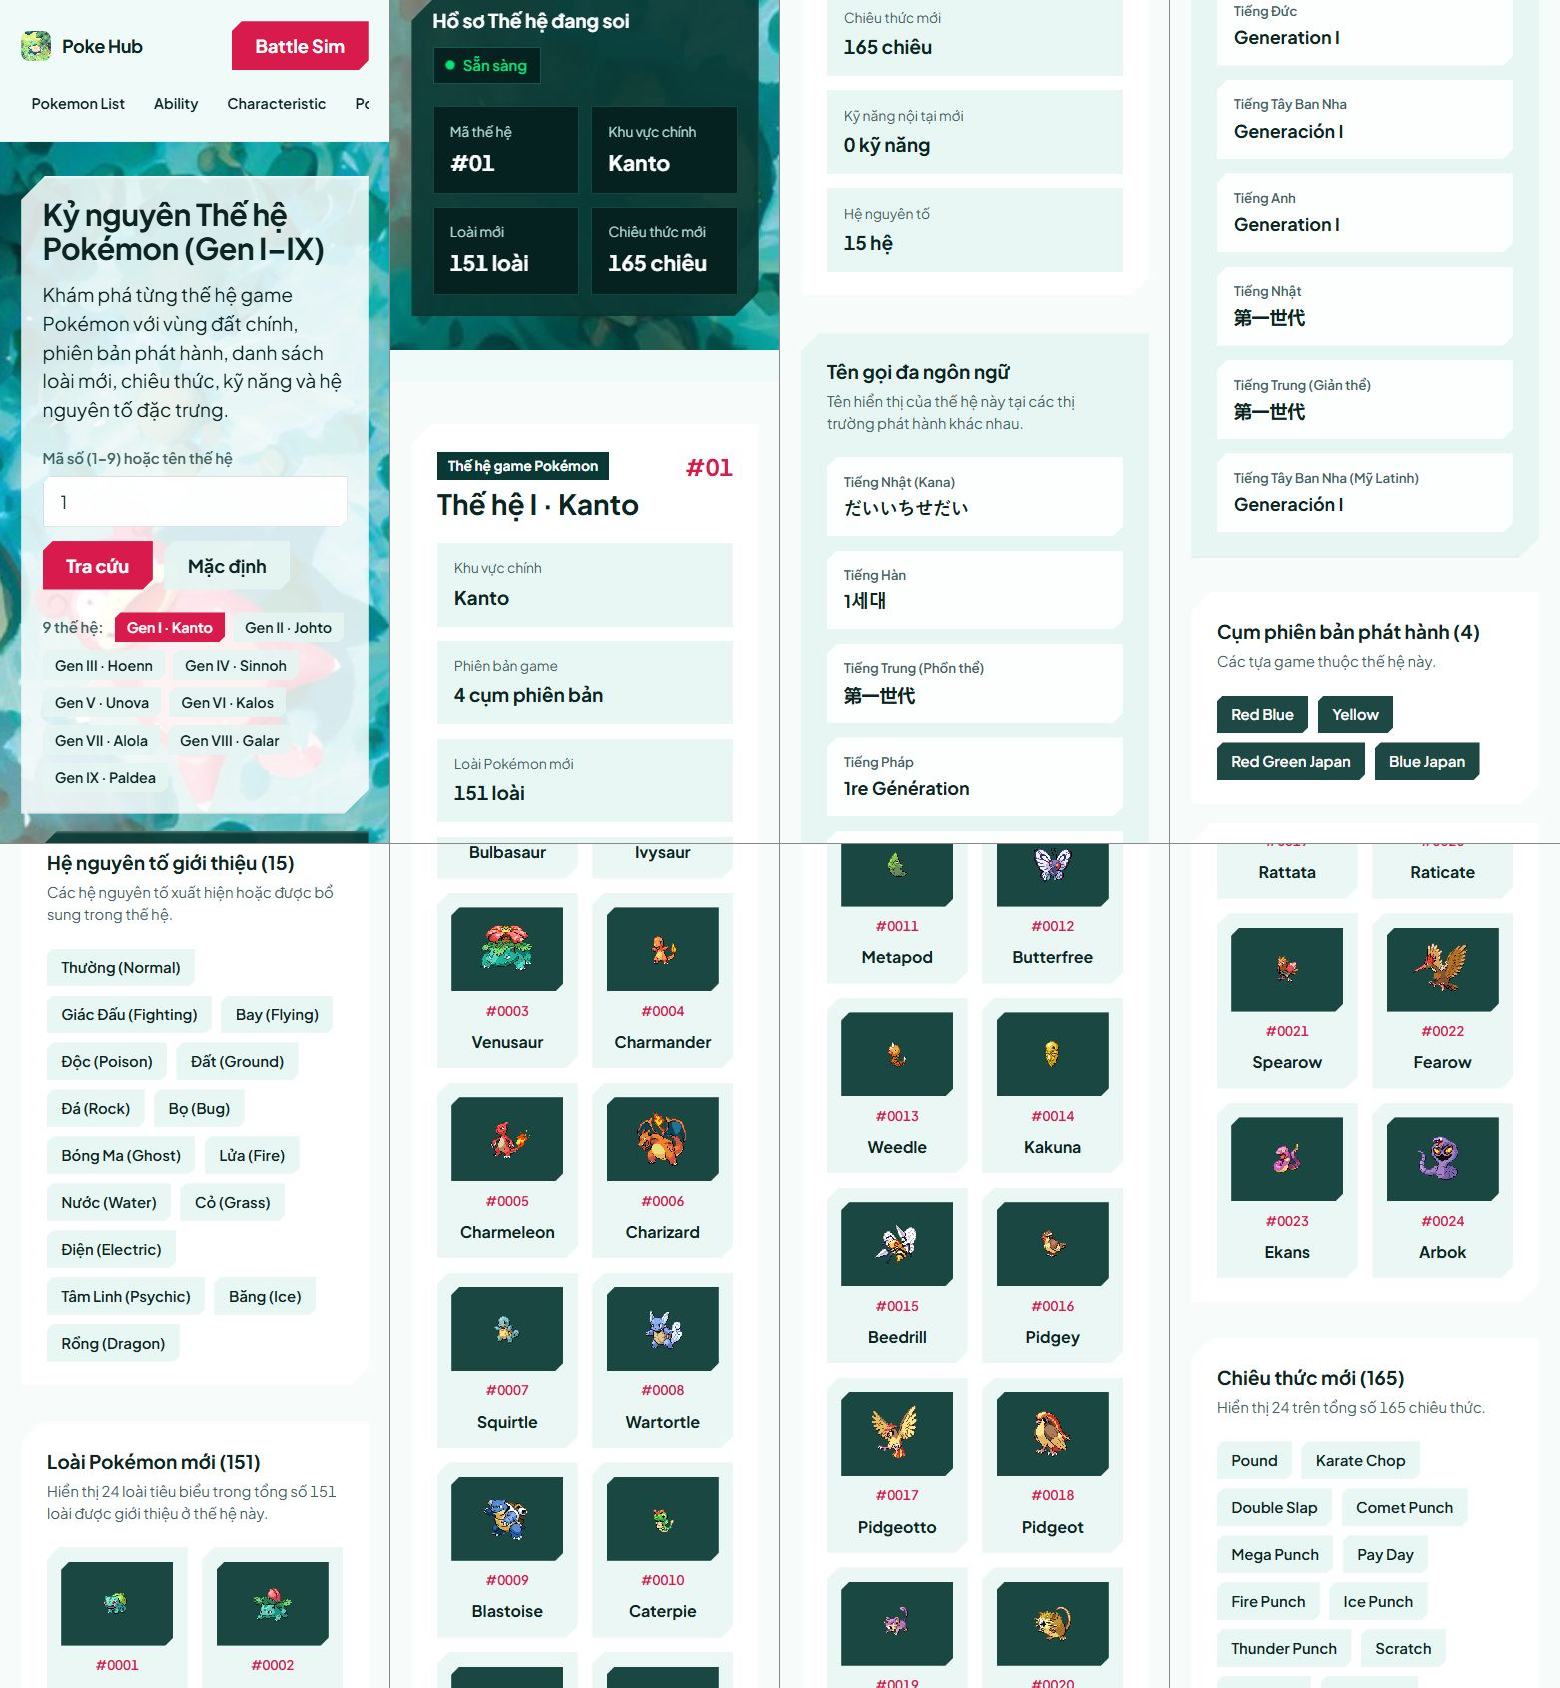 Poke Hub
Battle Sim
Pokemon List
Ability
Characteristic
Kỷ nguyên Thế hệ
Pokémon (Gen I–IX)
Khám phá từng thế hệ game
Pokémon với vùng đất chính,
phiên bản phát hành, danh sách
loài mới, chiêu thức, kỹ năng và hệ
nguyên tố đặc trưng.
Mã số (1–9) hoặc tên thế hệ
1
Tra cứu
Mặc định
9 thế hệ:
Gen I · Kanto
Gen II · Johto
Gen III · Hoenn
Gen IV · Sinnoh
Gen V · Unova
Gen VI · Kalos
Gen VII · Alola
Gen VIII · Galar
Gen IX · Paldea
Hồ sơ Thế hệ đang soi
Sẵn sàng
Mã thế hệ
#01
Khu vực chính
Kanto
Loài mới
151 loài
Chiêu thức mới
165 chiêu
Thế hệ game Pokémon
#01
Thế hệ I · Kanto
Khu vực chính
Kanto
Phiên bản game
4 cụm phiên bản
Loài Pokémon mới
151 loài
Chiêu thức mới
165 chiêu
Kỹ năng nội tại mới
0 kỹ năng
Hệ nguyên tố
15 hệ
Tên gọi đa ngôn ngữ
Tên hiển thị của thế hệ này tại các thị
trường phát hành khác nhau.
Tiếng Nhật (Kana)
だいいちせだい
Tiếng Hàn
1세대
Tiếng Trung (Phồn thể)
第一世代
Tiếng Pháp
1re Génération
Tiếng Đức
Generation I
Tiếng Tây Ban Nha
Generación I
Tiếng Anh
Generation I
Tiếng Nhật
第一世代
Tiếng Trung (Giản thể)
第一世代
Tiếng Tây Ban Nha (Mỹ Latinh)
Generación I
Cụm phiên bản phát hành (4)
Các tựa game thuộc thế hệ này.
Red Blue
Yellow
Red Green Japan
Blue Japan
Hệ nguyên tố giới thiệu (15)
Các hệ nguyên tố xuất hiện hoặc được bổ
sung trong thế hệ.
Thường (Normal)
Giác Đấu (Fighting)
Bay (Flying)
Độc (Poison)
Đất (Ground)
Đá (Rock)
Bọ (Bug)
Bóng Ma (Ghost)
Lửa (Fire)
Nước (Water)
Cỏ (Grass)
Điện (Electric)
Tâm Linh (Psychic)
Băng (Ice)
Rồng (Dragon)
Loài Pokémon mới (151)
Hiển thị 24 loài tiêu biểu trong tổng số 151
loài được giới thiệu ở thế hệ này.
#0001
#0002
Bulbasaur
Ivysaur
#0003
#0004
Venusaur
Charmander
#0005
#0006
Charmeleon
Charizard
#0007
#0008
Squirtle
Wartortle
#0009
#0010
Blastoise
Caterpie
#0011
#0012
Metapod
Butterfree
#0013
#0014
Weedle
Kakuna
#0015
#0016
Beedrill
Pidgey
#0017
#0018
Pidgeotto
Pidgeot
#0019
#0020
Rattata
Raticate
#0021
#0022
Spearow
Fearow
#0023
#0024
Ekans
Arbok
Chiêu thức mới (165)
Hiển thị 24 trên tổng số 165 chiêu thức.
Pound
Karate Chop
Double Slap
Comet Punch
Mega Punch
Pay Day
Fire Punch
Ice Punch
Thunder Punch
Scratch